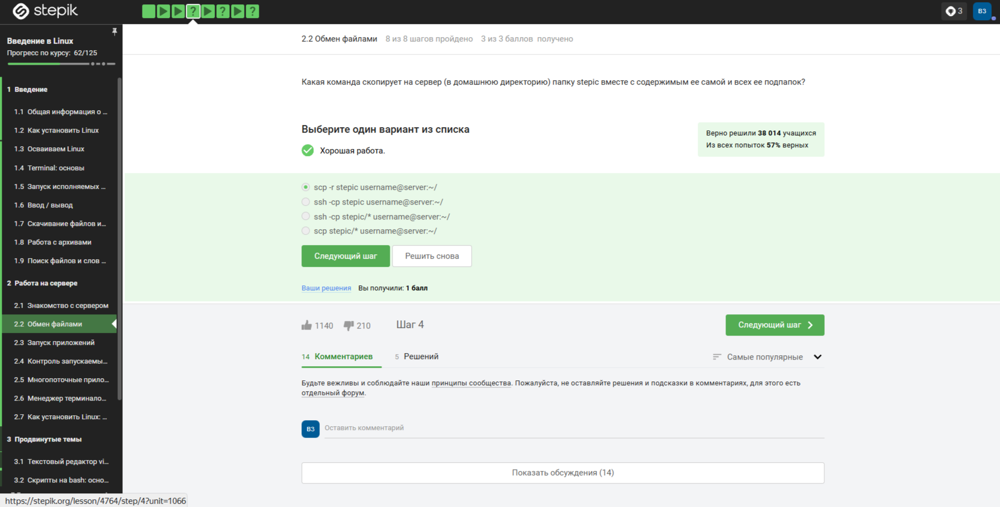 stepik
? ? ?
3
ВЗ
Введение в Linux
Прогресс по курсу: 62/125
1 Введение
1.1 Общая информация о ...
1.2 Как установить Linux
1.3 Осваиваем Linux
1.4 Terminal: основы
1.5 Запуск исполняемых ...
1.6 Ввод / вывод
1.7 Скачивание файлов и...
1.8 Работа с архивами
1.9 Поиск файлов и слов ...
2 Работа на сервере
2.1 Знакомство с сервером
2.2 Обмен файлами
2.3 Запуск приложений
2.4 Контроль запускаемы...
2.5 Многопоточные прило...
2.6 Менеджер терминало...
2.7 Как установить Linux: ...
3 Продвинутые темы
3.1 Текстовый редактор vi...
3.2 Скрипты на bash: осно...
https://stepik.org/lesson/4764/step/4?unit=1066
2.2 Обмен файлами 8 из 8 шагов пройдено 3 из 3 баллов получено
Какая команда скопирует на сервер (в домашнюю директорию) папку stepic вместе с содержимым ее самой и всех ее подпапок?
Выберите один вариант из списка
Хорошая работа.
Верно решили 38 014 учащихся
Из всех попыток 57% верных
scp -r stepic username@server:~/
ssh -cp stepic username@server:~/
ssh -cp stepic/* username@server:~/
scp stepic/* username@server:~/
Следующий шаг
Решить снова
Ваши решения Вы получили: 1 балл
1140 210 Шаг 4
Следующий шаг
14 Комментариев 5 Решений
Самые популярные
Будьте вежливы и соблюдайте наши принципы сообщества. Пожалуйста, не оставляйте решения и подсказки в комментариях, для этого есть
отдельный форум.
ВЗ
Оставить комментарий
Показать обсуждения (14)